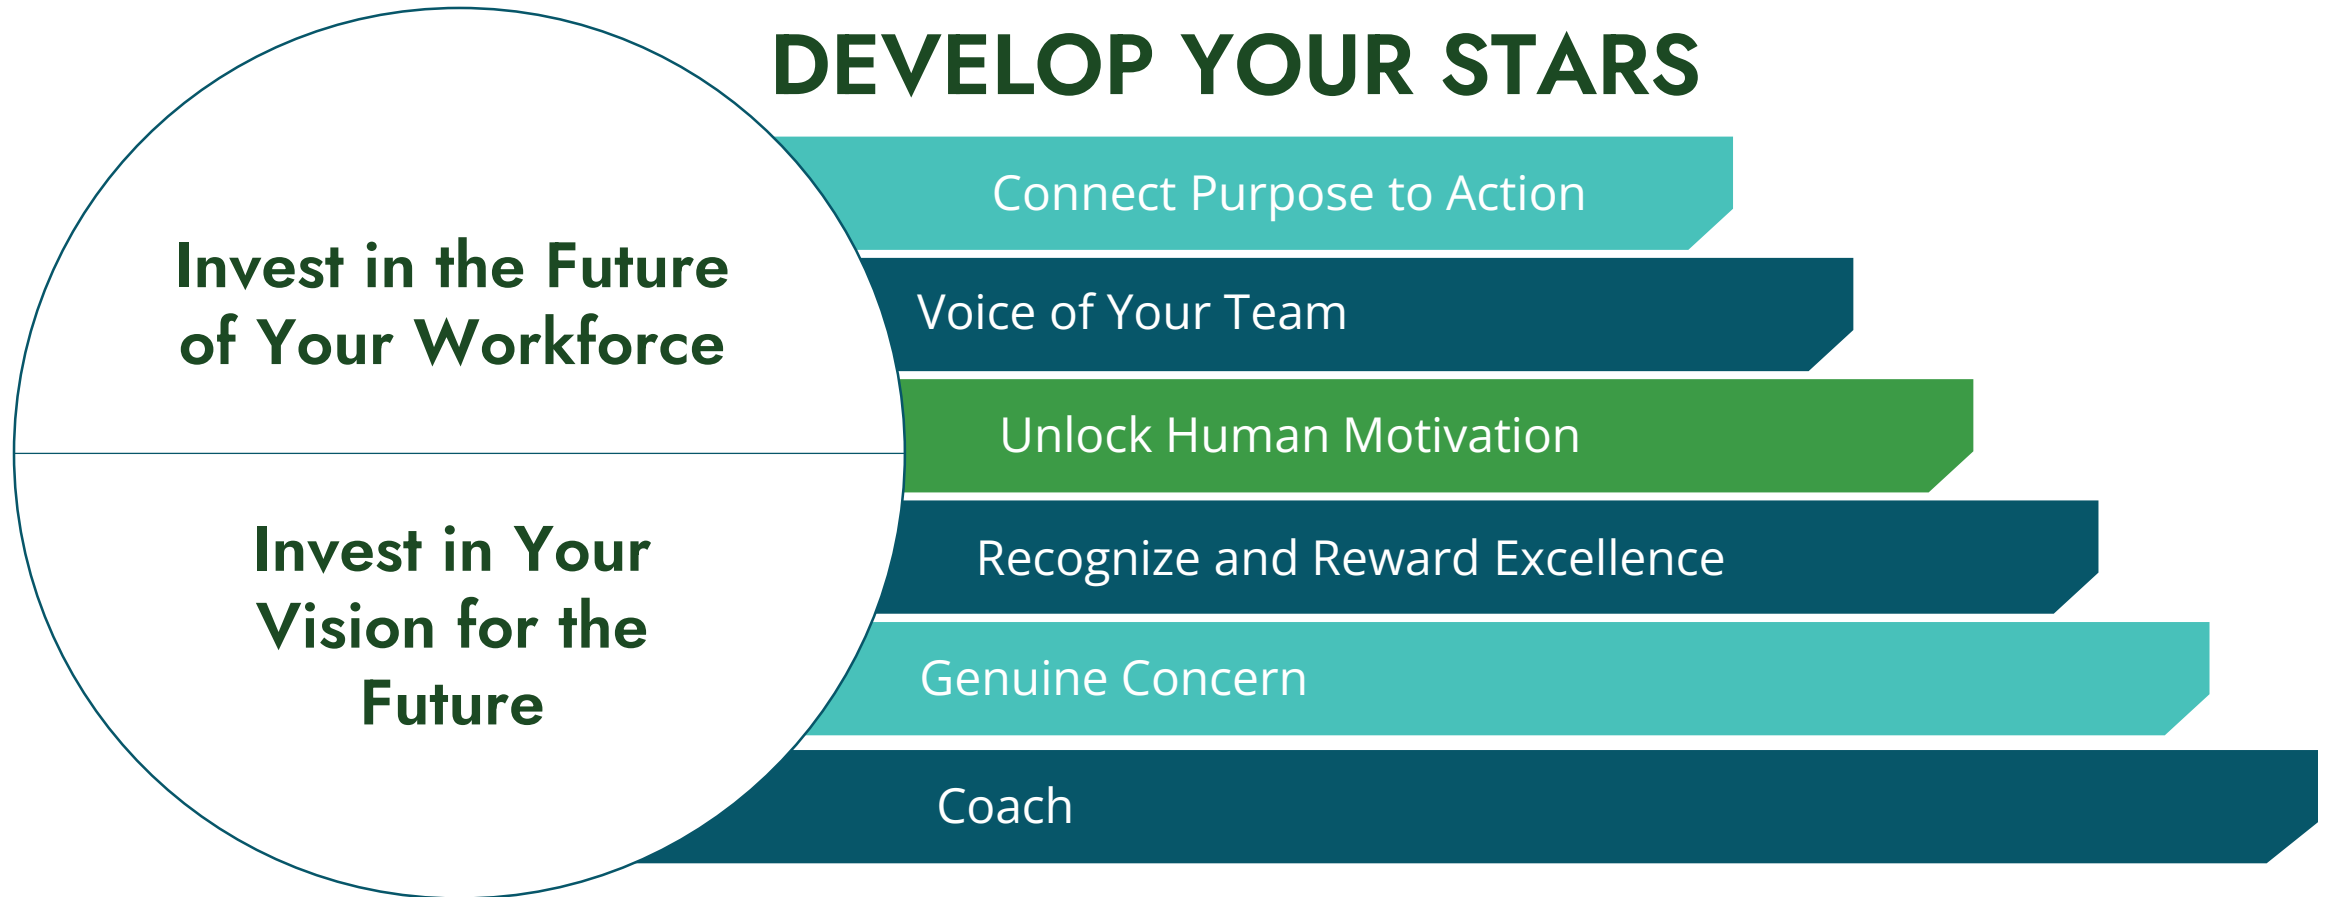 DEVELOP YOUR STARS
Invest in the Future
of Your Workforce
Invest in Your
Vision for the
Future
Connect Purpose to Action
Voice of Your Team
Unlock Human Motivation
Recognize and Reward Excellence
Genuine Concern
Coach